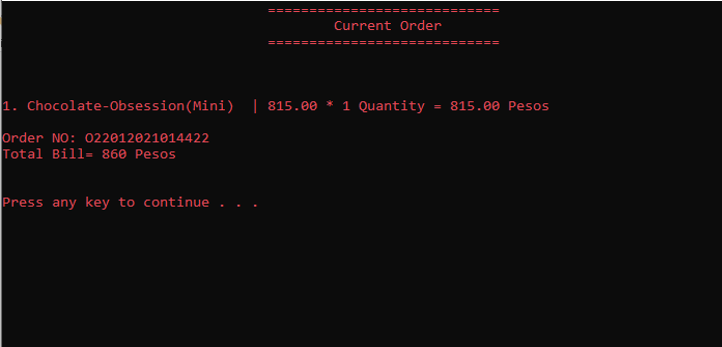 ============================
Current Order
============================
1. Chocolate-Obsession(Mini)  | 815.00 * 1 Quantity = 815.00 Pesos
Order NO: O22012021014422
Total Bill= 860 Pesos
Press any key to continue . . .